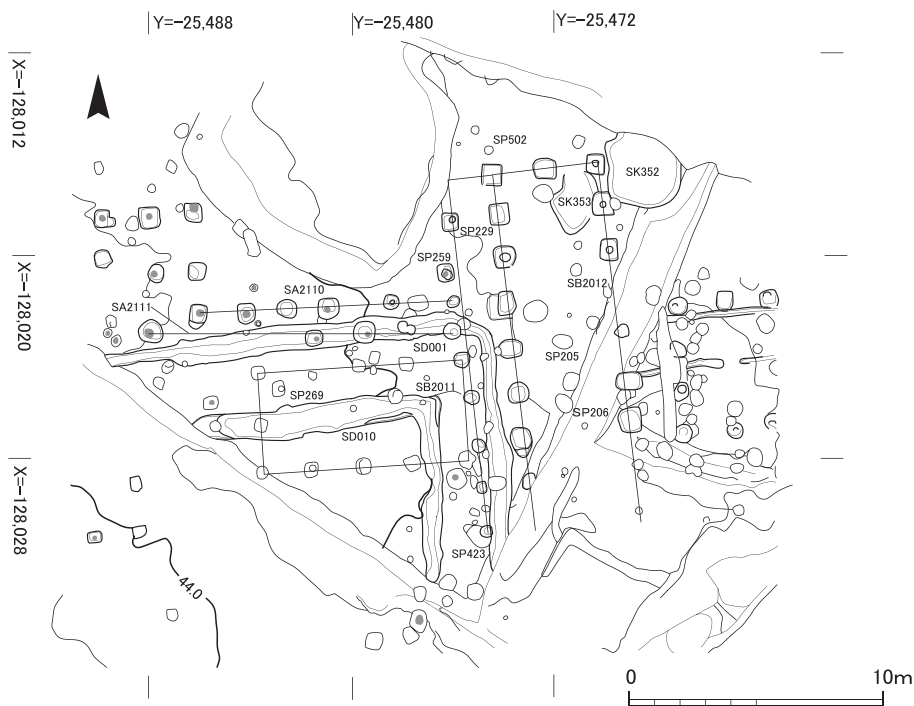 Y=-25,488
Y=-25,480
Y=-25,472
X=-128,012
SP502
SK352
SK353
SP229
SP259
X=-128,020
SA2110
SB2012
SA2111
SD001
SP205
SP269
SB2011
SP206
SD010
X=-128,028
SP423
44.0
0 10m